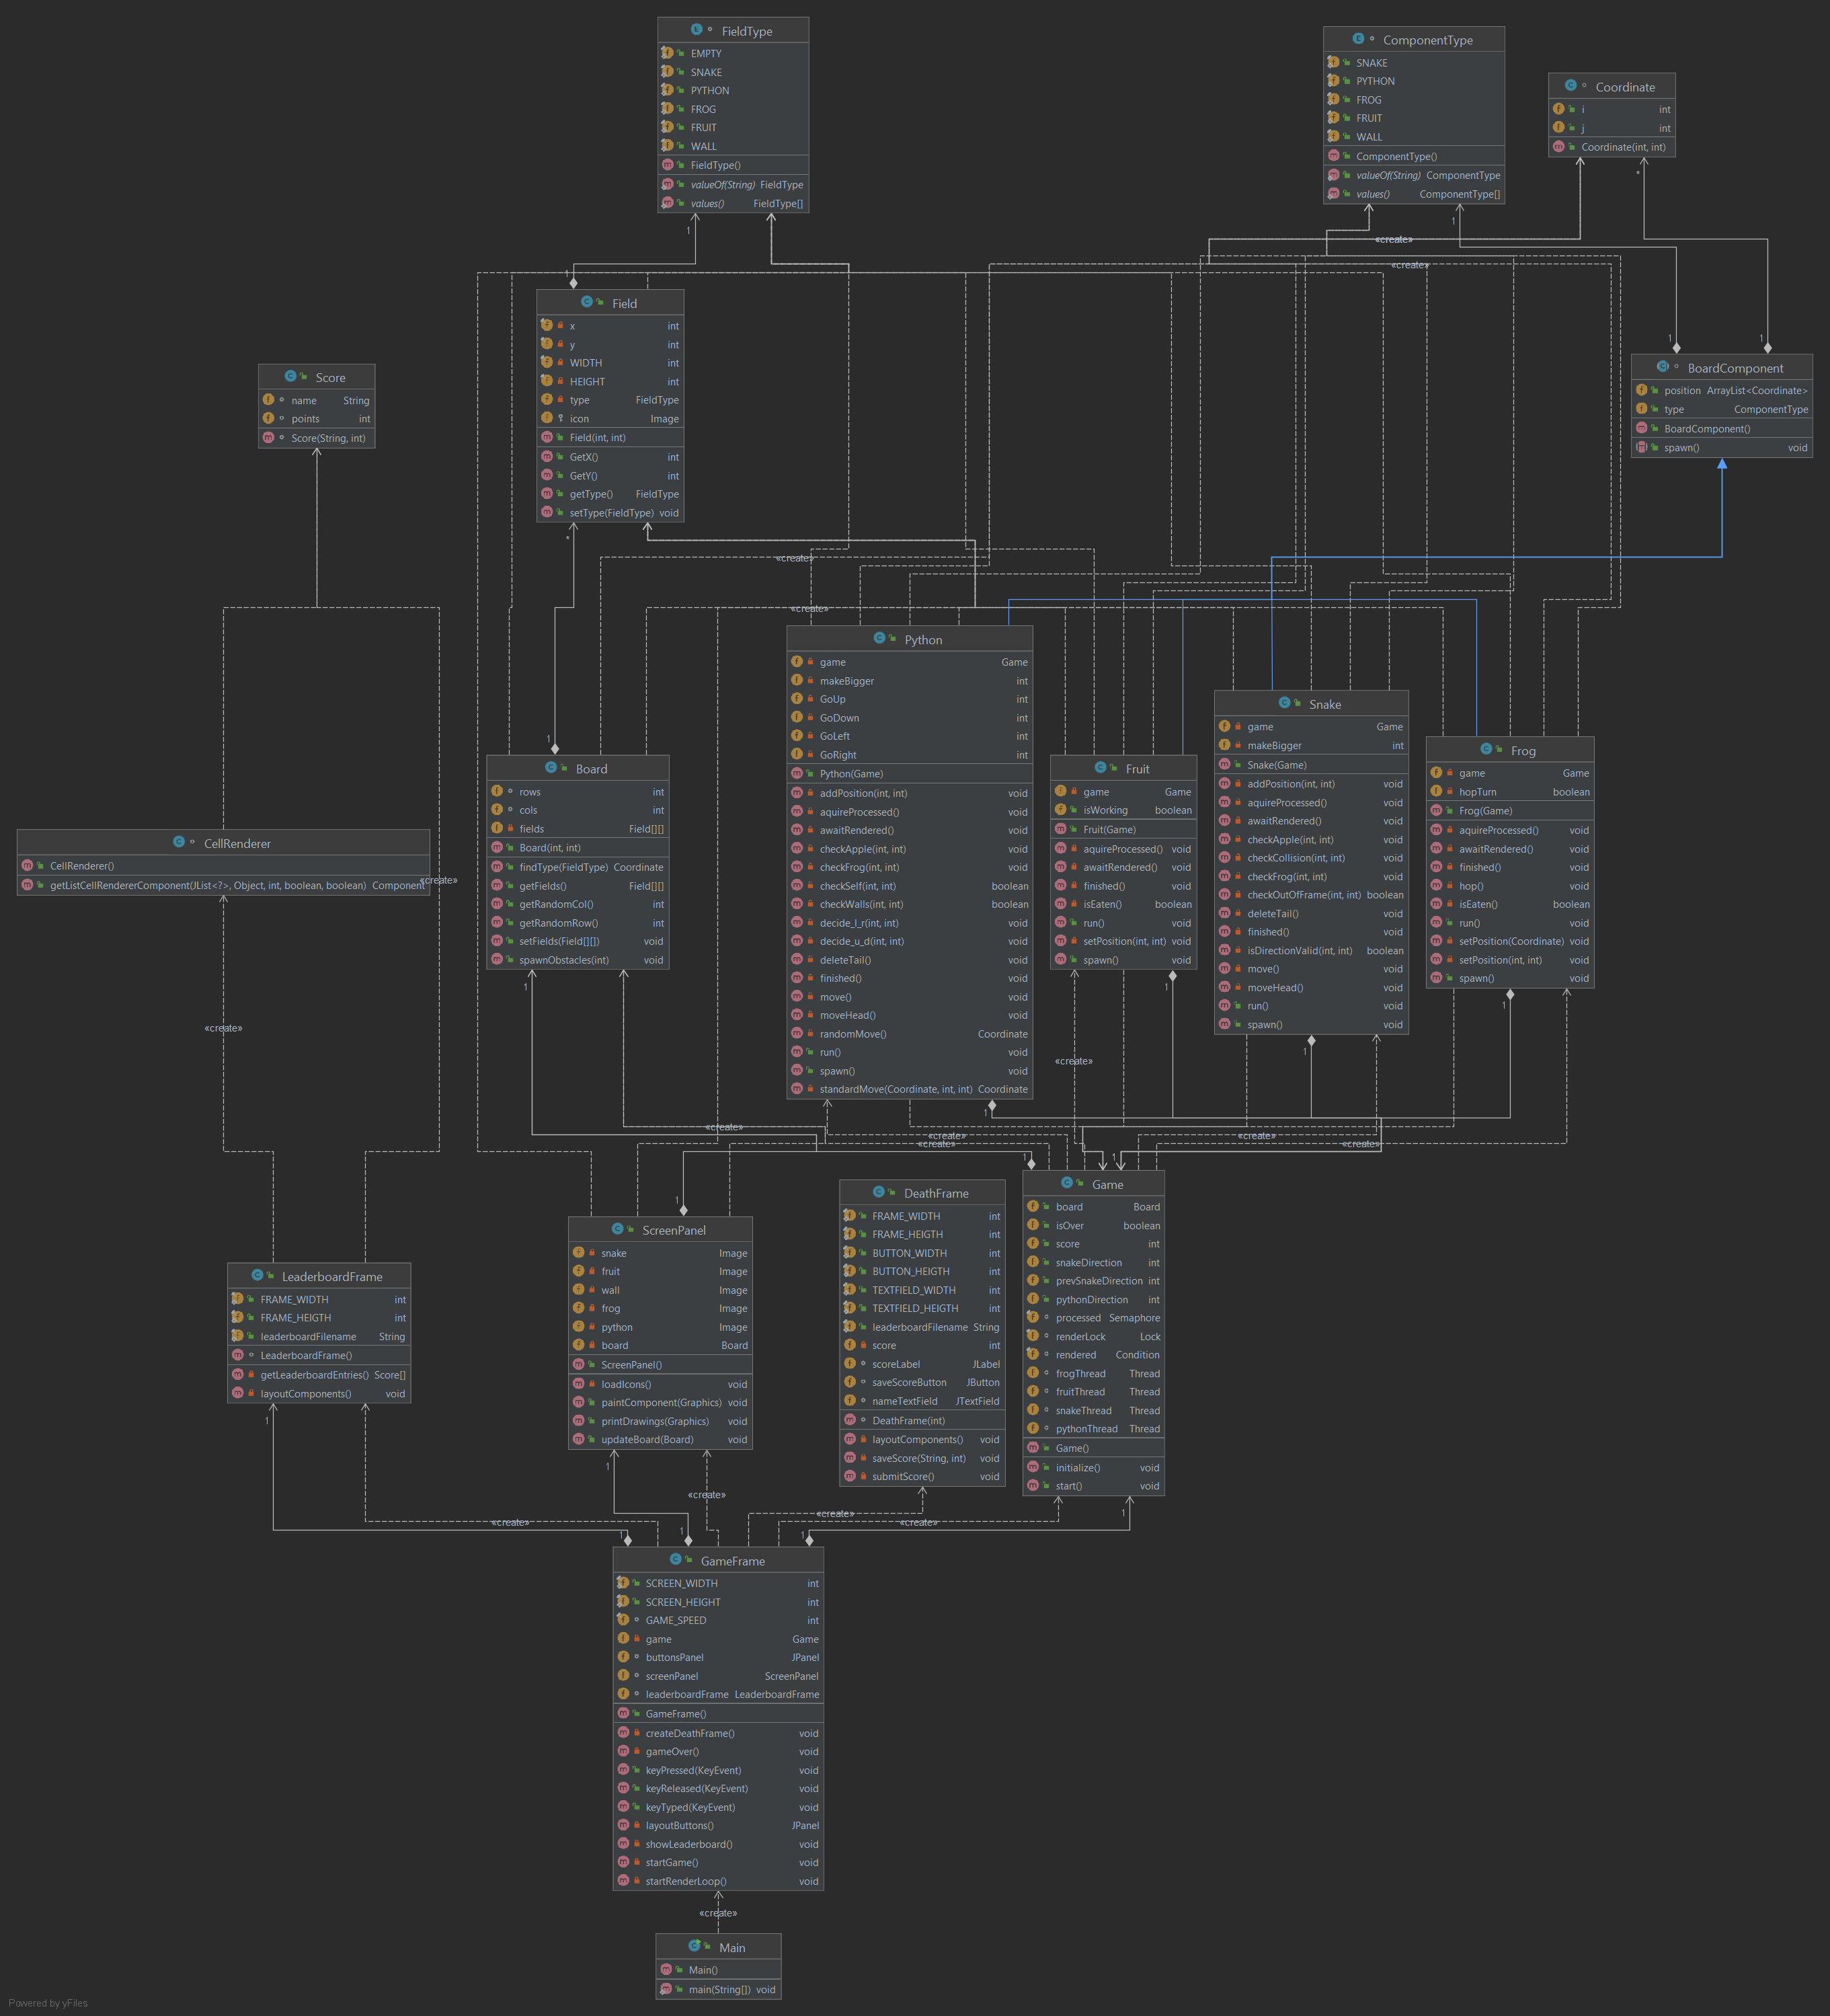 FieldType
EMPTY
SNAKE
PYTHON
FROG
FRUIT
WALL
FieldType()
valueOf(String) FieldType
values() FieldType[]
ComponentType
SNAKE
PYTHON
FROG
FRUIT
WALL
ComponentType()
valueOf(String) ComponentType
values() ComponentType[]
Coordinate
i int
j int
Coordinate(int, int)
1
1
*
«create»
«create»
1
1
1
Field
x int
y int
WIDTH int
HEIGHT int
type FieldType
icon Image
Field(int, int)
GetX() int
GetY() int
getType() FieldType
setType(FieldType) void
BoardComponent
position ArrayList<Coordinate>
type ComponentType
BoardComponent()
spawn() void
Score
name String
points int
Score(String, int)
*
«create»
«create»
1
Python
game Game
makeBigger int
GoUp int
GoDown int
GoLeft int
GoRight int
Python(Game)
addPosition(int, int) void
aquireProcessed() void
awaitRendered() void
checkApple(int, int) void
checkFrog(int, int) void
checkSelf(int, int) boolean
checkWalls(int, int) boolean
decide_l_r(int, int) void
decide_u_d(int, int) void
deleteTail() void
finished() void
move() void
moveHead() void
randomMove() Coordinate
run() void
spawn() void
standardMove(Coordinate, int, int) Coordinate
Snake
game Game
makeBigger int
Snake(Game)
addPosition(int, int) void
aquireProcessed() void
awaitRendered() void
checkApple(int, int) void
checkCollision(int, int) void
checkFrog(int, int) void
checkOutOfFrame(int, int) boolean
deleteTail() void
finished() void
isDirectionValid(int, int) boolean
move() void
moveHead() void
run() void
spawn() void
Frog
game Game
hopTurn boolean
Frog(Game)
aquireProcessed() void
awaitRendered() void
finished() void
hop() void
isEaten() boolean
run() void
setPosition(Coordinate) void
setPosition(int, int) void
spawn() void
Board
rows int
cols int
fields Field[][]
Board(int, int)
findType(FieldType) Coordinate
getFields() Field[][]
getRandomCol() int
getRandomRow() int
setFields(Field[][]) void
spawnObstacles(int) void
Fruit
game Game
isWorking boolean
Fruit(Game)
aquireProcessed() void
awaitRendered() void
finished() void
isEaten() boolean
run() void
setPosition(int, int) void
spawn() void
CellRenderer
CellRenderer()
getListCellRendererComponent(JList<?>, Object, int, boolean, boolean) Component
«create»
«create»
1
1
1
1
1
«create»
«create»
«create»
«create»
«create»
«create»
1
1
1
Game
board Board
isOver boolean
score int
snakeDirection int
prevSnakeDirection int
pythonDirection int
processed Semaphore
renderLock Lock
rendered Condition
frogThread Thread
fruitThread Thread
snakeThread Thread
pythonThread Thread
Game()
initialize() void
start() void
DeathFrame
FRAME_WIDTH int
FRAME_HEIGTH int
BUTTON_WIDTH int
BUTTON_HEIGTH int
TEXTFIELD_WIDTH int
TEXTFIELD_HEIGTH int
leaderboardFilename String
score int
scoreLabel JLabel
saveScoreButton JButton
nameTextField JTextField
DeathFrame(int)
layoutComponents() void
saveScore(String, int) void
submitScore() void
ScreenPanel
snake Image
fruit Image
wall Image
frog Image
python Image
board Board
ScreenPanel()
loadIcons() void
paintComponent(Graphics) void
printDrawings(Graphics) void
updateBoard(Board) void
LeaderboardFrame
FRAME_WIDTH int
FRAME_HEIGTH int
leaderboardFilename String
LeaderboardFrame()
getLeaderboardEntries() Score[]
layoutComponents() void
1
1
1
«create»
«create»
«create»
«create»
1
1
1
GameFrame
SCREEN_WIDTH int
SCREEN_HEIGHT int
GAME_SPEED int
game Game
buttonsPanel JPanel
screenPanel ScreenPanel
leaderboardFrame LeaderboardFrame
GameFrame()
createDeathFrame() void
gameOver() void
keyPressed(KeyEvent) void
keyReleased(KeyEvent) void
keyTyped(KeyEvent) void
layoutButtons() JPanel
showLeaderboard() void
startGame() void
startRenderLoop() void
«create»
Main
Main()
main(String[]) void
Powered by yFiles